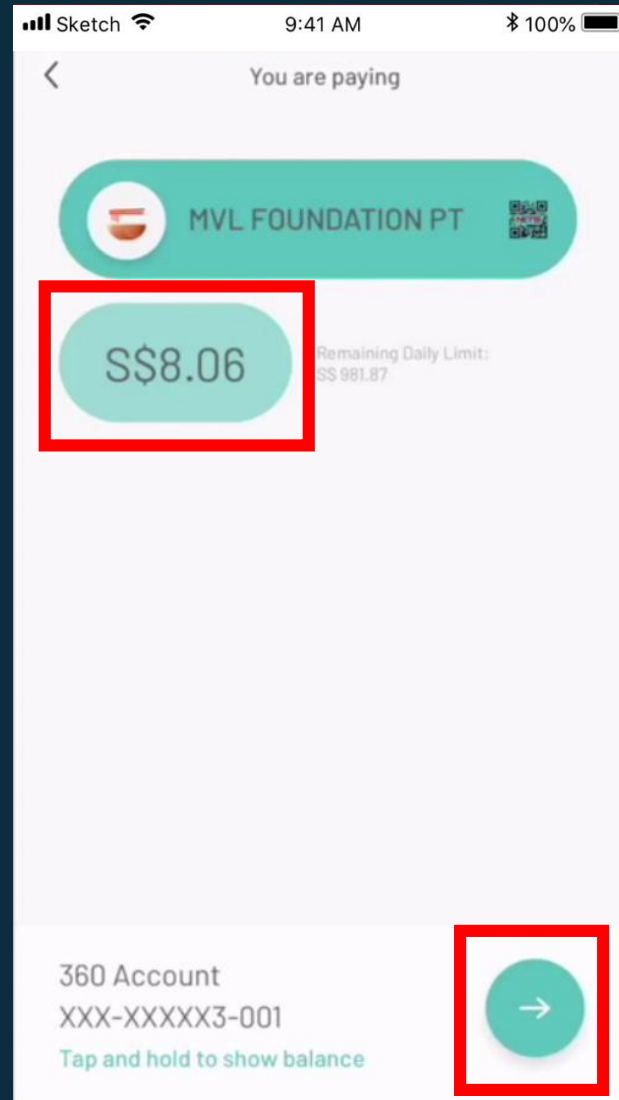 Sketch 9:41 AM 100%
You are paying
MVL FOUNDATION PT
S$8.06
Remaining Daily Limit:
S$ 981.87
360 Account
XXX-XXXXX3-001
Tap and hold to show balance